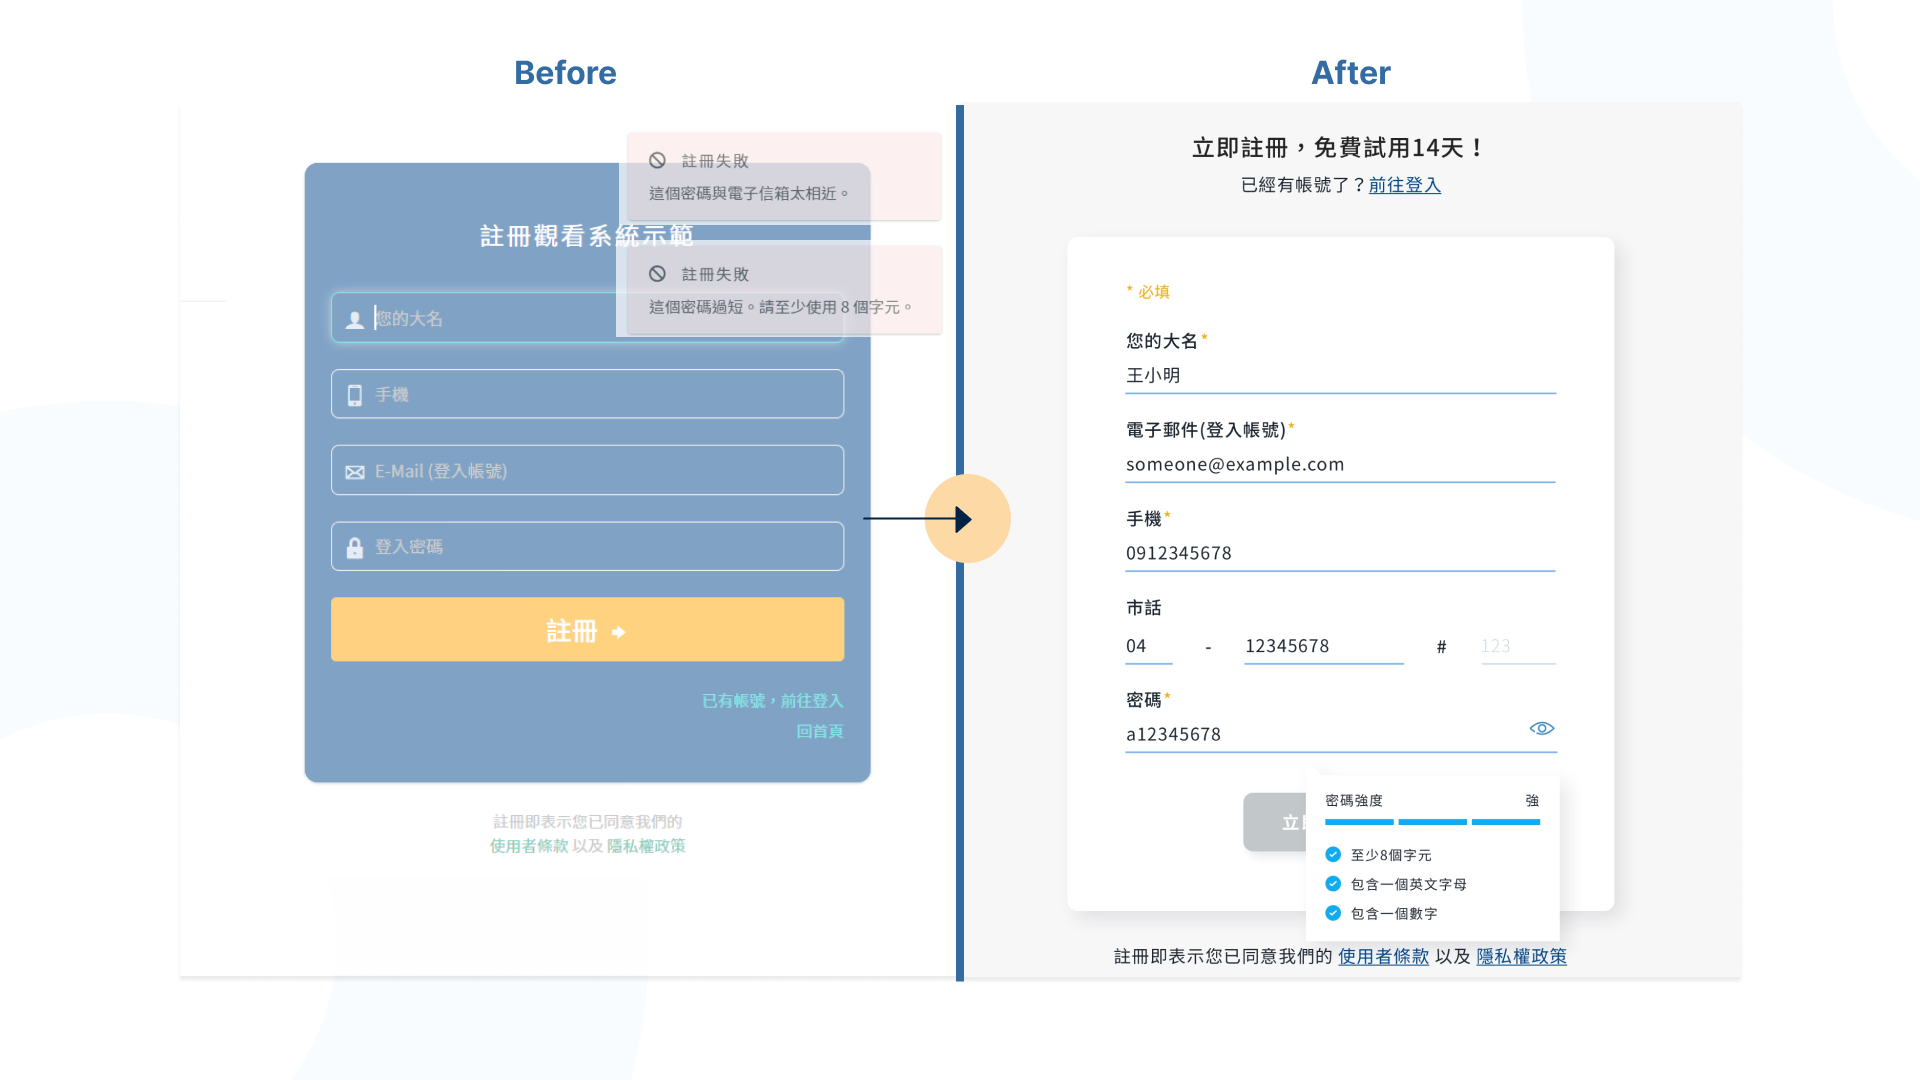 Before
註冊失敗
這個密碼與電子信箱太相近。
註冊觀看系統示範
註冊失敗
這個密碼過短。請至少使用 8 個字元。
您的大名
手機
E-Mail (登入帳號)
登入密碼
註冊
已有帳號，前往登入
回首頁
註冊即表示您已同意我們的
使用者條款 以及 隱私權政策
After
立即註冊，免費試用14天！
已經有帳號了？前往登入
* 必填
您的大名*
王小明
電子郵件(登入帳號)*
someone@example.com
手機*
0912345678
市話
04 - 12345678 # 123
密碼*
a12345678
立
密碼強度 強
至少8個字元
包含一個英文字母
包含一個數字
註冊即表示您已同意我們的 使用者條款 以及 隱私權政策